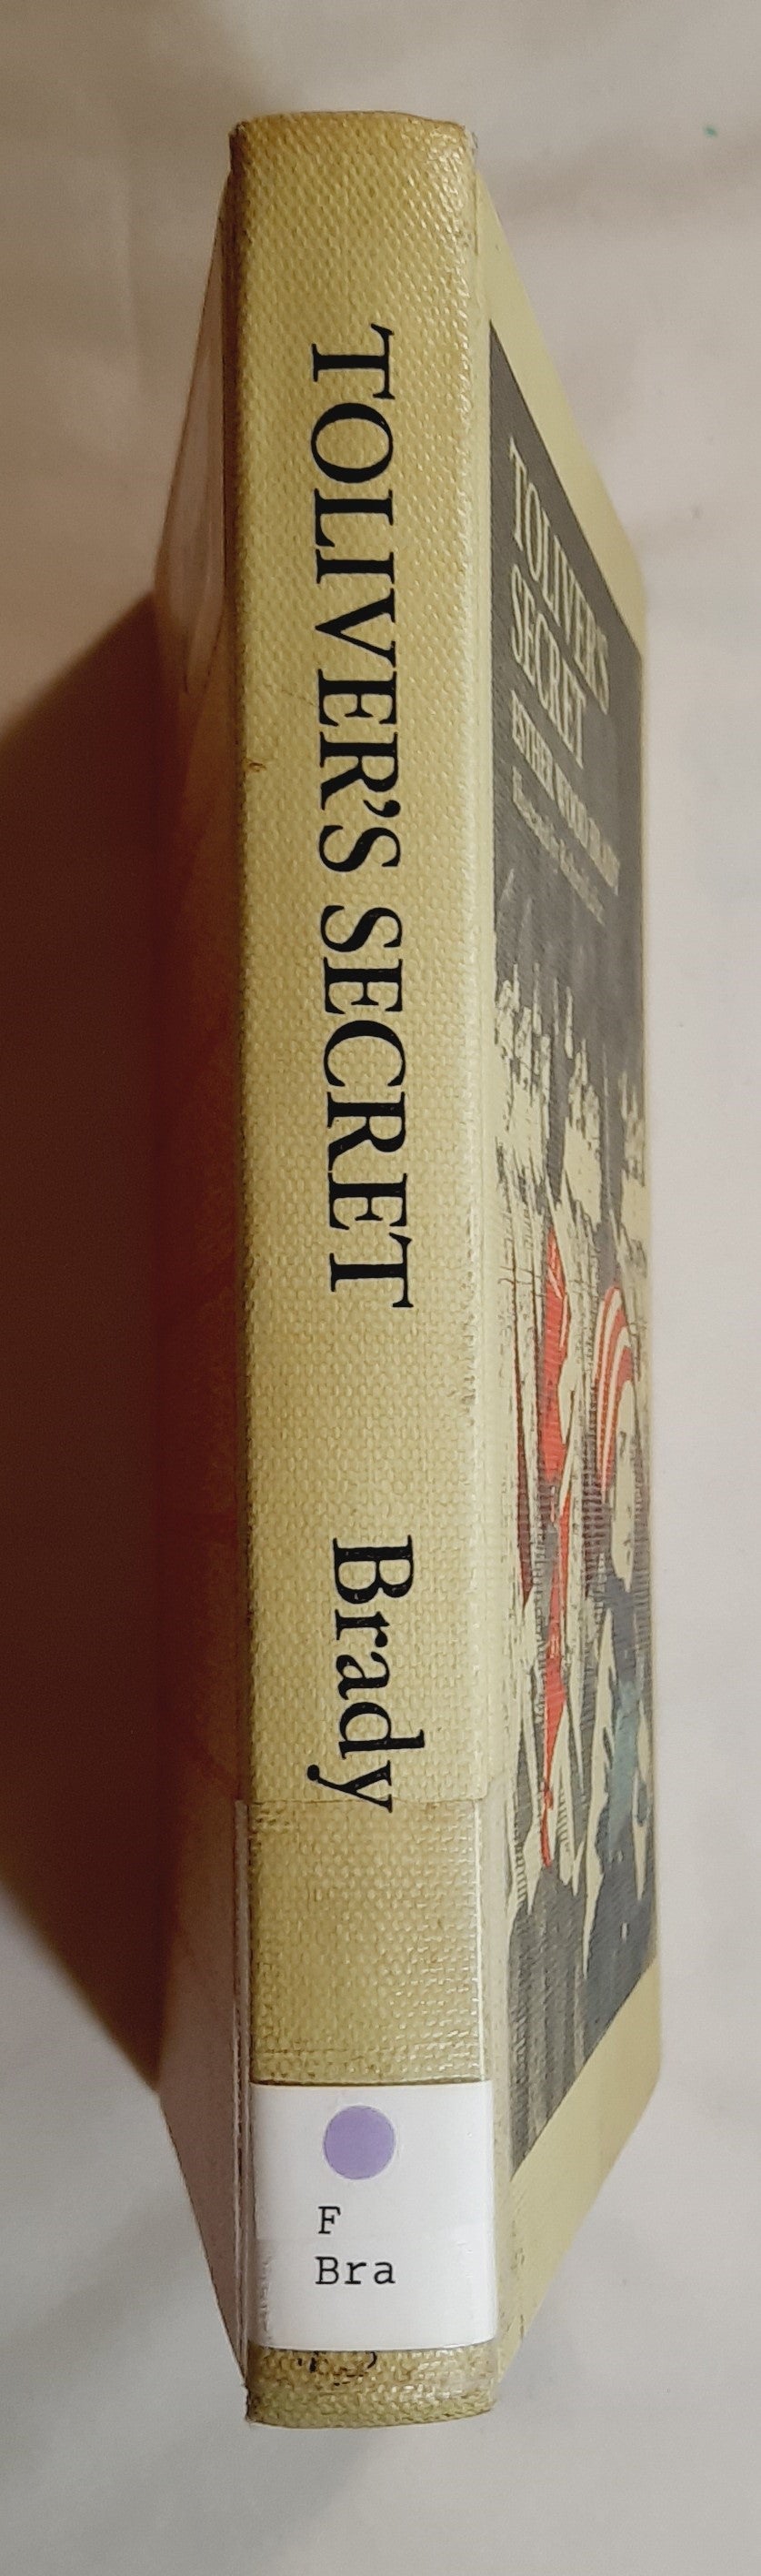 TOLIVER'S SECRET Brady
F
Bra
TOLIVER'S
SECRET
ESTHER WOOD BRADY